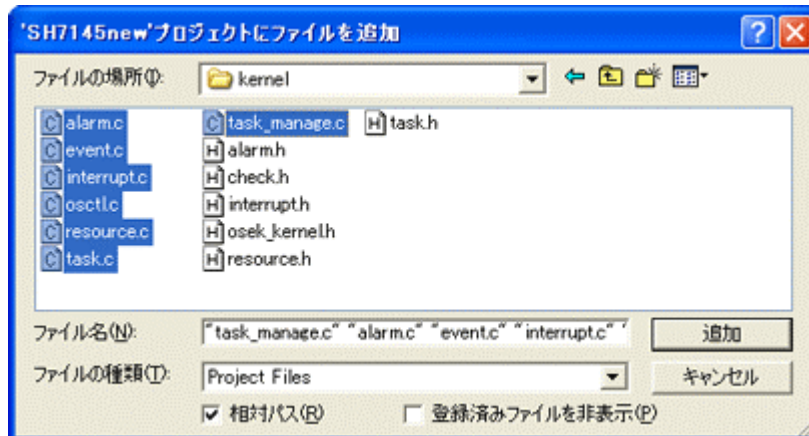 'SH7145new'プロジェクトにファイルを追加
ファイルの場所(I):
kernel
alarm.c
event.c
interrupt.c
osctl.c
resource.c
task.c
task_manage.c
alarm.h
check.h
interrupt.h
osek_kernel.h
resource.h
task.h
ファイル名(N):
"task_manage.c" "alarm.c" "event.c" "interrupt.c" "
追加
ファイルの種類(T):
Project Files
キャンセル
相対パス(R)
登録済みファイルを非表示(P)